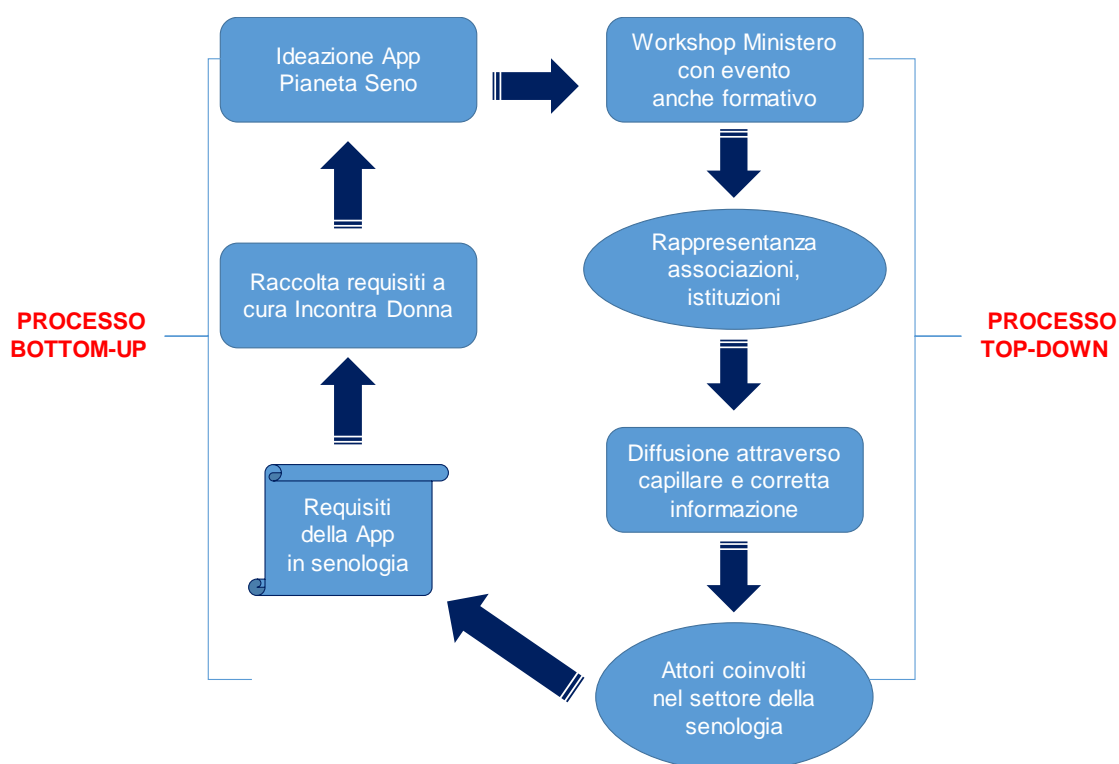 Ideazione App
Pianeta Seno
Workshop Ministero
con evento
anche formativo
Rappresentanza
associazioni,
istituzioni
Raccolta requisiti a
cura Incontra Donna
PROCESSO
BOTTOM-UP
PROCESSO
TOP-DOWN
Diffusione attraverso
capillare e corretta
informazione
Requisiti
della App
in senologia
Attori coinvolti
nel settore della
senologia